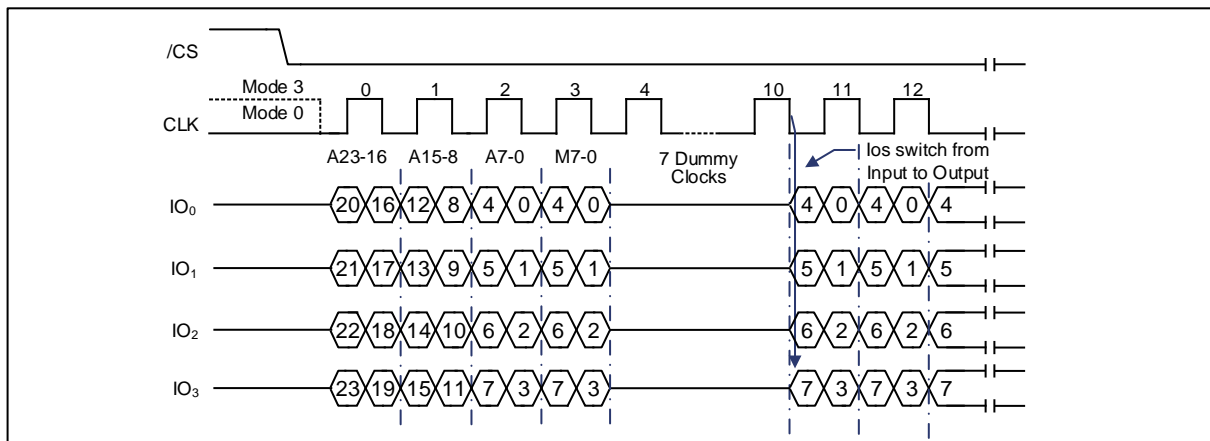 /CS
Mode 3
Mode 0
CLK
0 1 2 3 4 10 11 12
A23-16 A15-8 A7-0 M7-0
7 Dummy
Clocks
Ios switch from
Input to Output
IO0 20 16 12 8 4 0 4 0 4 0 4 0 4
IO1 21 17 13 9 5 1 5 1 5 1 5 1 5
IO2 22 18 14 10 6 2 6 2 6 2 6 2 6
IO3 23 19 15 11 7 3 7 3 7 3 7 3 7